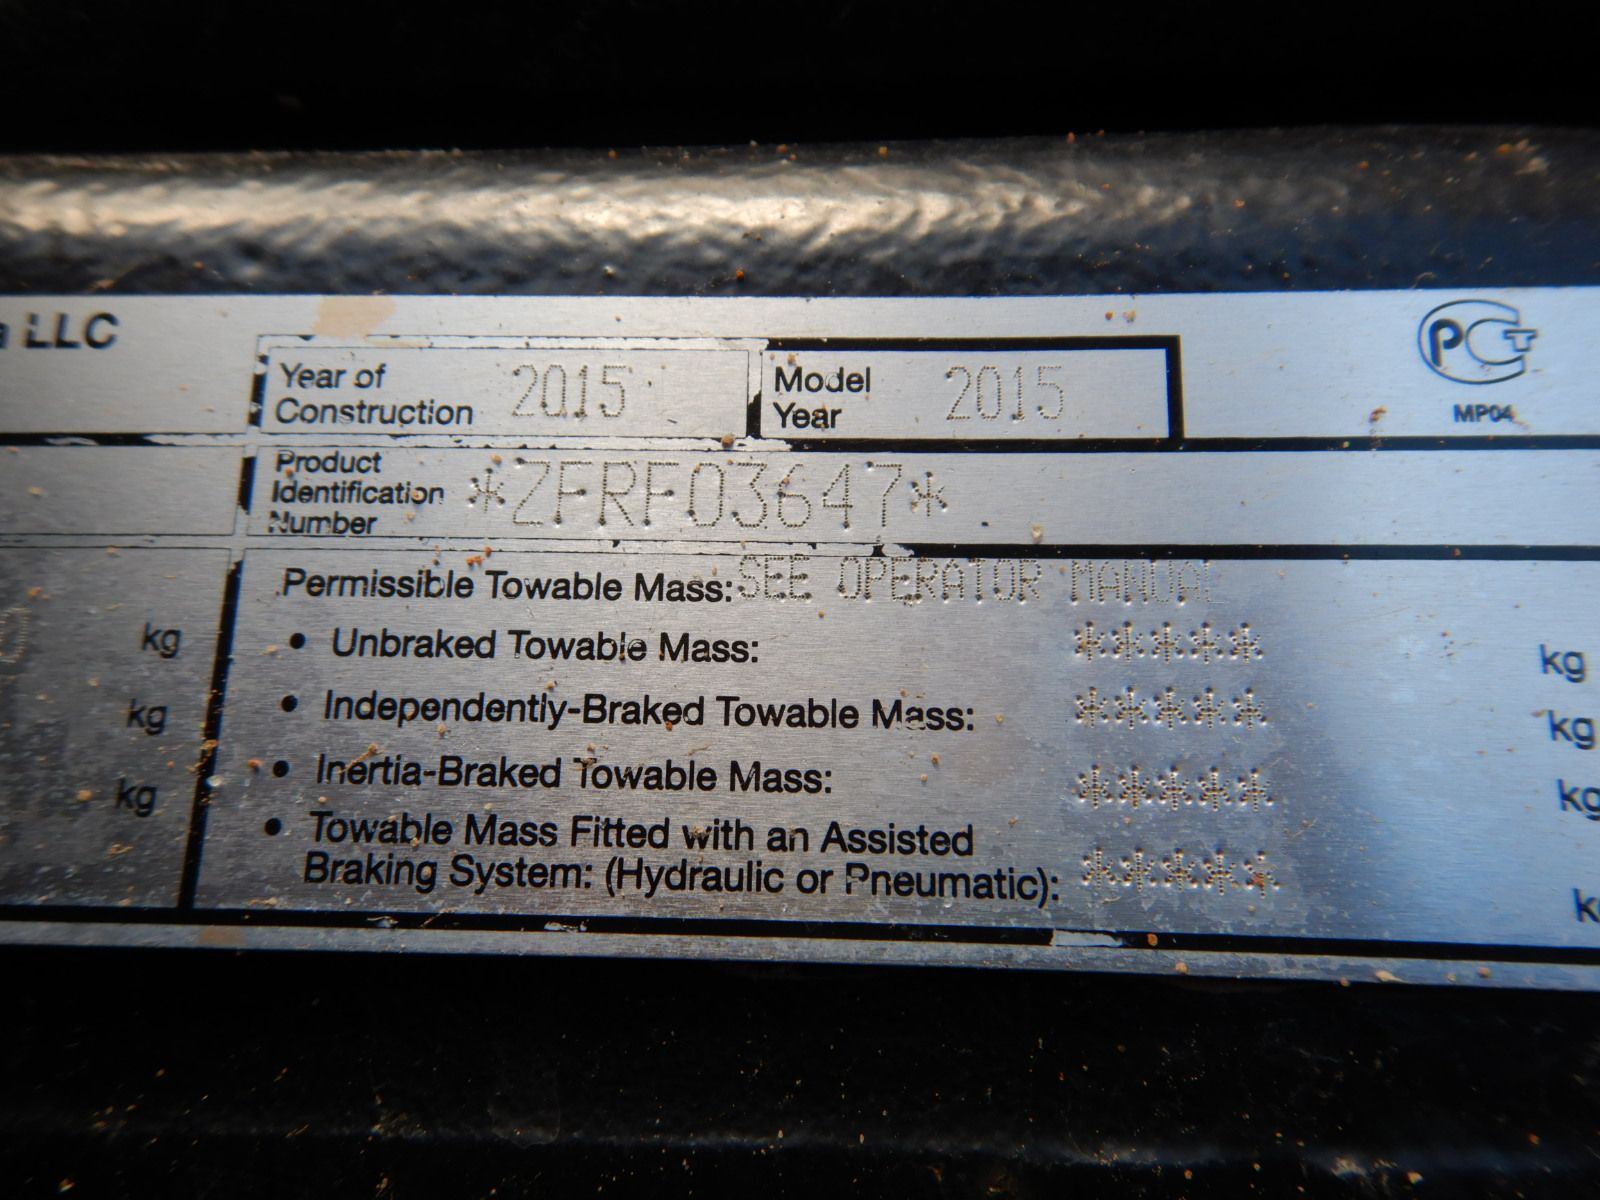 LLC
Year of Construction 2015 Model Year 2015
PCT
MP04
Product
Identification
Number *ZFRF03647*
Permissible Towable Mass: SEE OPERATOR MANUAL
kg • Unbraked Towable Mass: ***** kg
kg • Independently-Braked Towable Mass: ***** kg
kg • Inertia-Braked Towable Mass: ***** kg
• Towable Mass Fitted with an Assisted
Braking System: (Hydraulic or Pneumatic): ***** kg